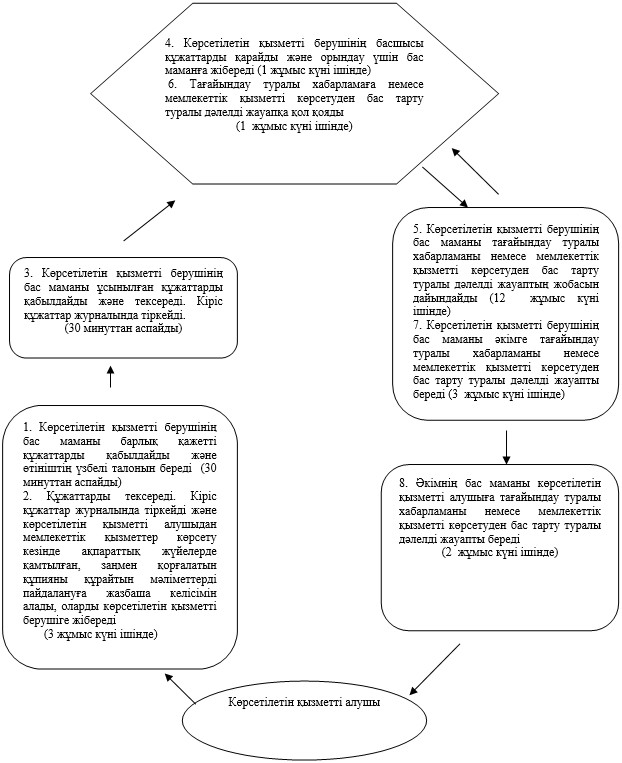 4. Көрсетілетін қызметті берушінің басшысы
құжаттарды қарайды және орындау үшін бас
маманға жібереді (1 жұмыс күні ішінде)
6. Тағайындау туралы хабарламаға немесе
мемлекеттік қызметті көрсетуден бас тарту
туралы дәлелді жауапқа қол қояды
(1 жұмыс күні ішінде)
5. Көрсетілетін қызметті берушінің
бас маманы тағайындау туралы
хабарламаны немесе мемлекеттік
қызметті көрсетуден бас тарту
туралы дәлелді жауаптың жобасын
дайындайды (12 жұмыс күні
ішінде)
7. Көрсетілетін қызметті берушінің
бас маманы әкімге тағайындау
туралы хабарламаны немесе
мемлекеттік қызметті көрсетуден
бас тарту туралы дәлелді жауапты
береді (3 жұмыс күні ішінде)
3. Көрсетілетін қызметті берушінің
бас маманы ұсынылған құжаттарды
қабылдайды және тексереді. Кіріс
құжаттар журналында тіркейді.
(30 минуттан аспайды)
1. Көрсетілетін қызметті берушінің
бас маманы барлық қажетті
құжаттарды қабылдайды және
өтініштің үзбелі талонын береді (30
минуттан аспайды)
2. Құжаттарды тексереді. Кіріс
құжаттар журналында тіркейді және
көрсетілетін қызметті алушыдан
мемлекеттік қызметтер көрсету
кезінде ақпараттық жүйелерде
қамтылған, заңмен қорғалатын
құпияны құрайтын мәліметтерді
пайдалануға жазбаша келісімін
алады, оларды көрсетілетін қызметті
берушіге жібереді
(3 жұмыс күні ішінде)
8. Әкімнің бас маманы көрсетілетін
қызметті алушыға тағайындау туралы
хабарламаны немесе мемлекеттік
қызметті көрсетуден бас тарту туралы
дәлелді жауапты береді
(2 жұмыс күні ішінде)
Көрсетілетін қызметті алушы